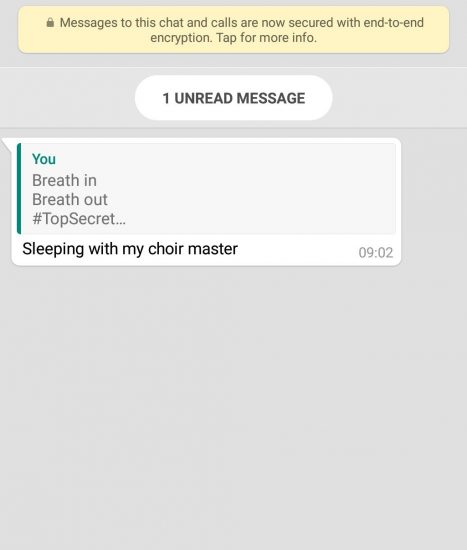 Messages to this chat and calls are now secured with end-to-end
encryption. Tap for more info.
1 UNREAD MESSAGE
You
Breath in
Breath out
#TopSecret...
Sleeping with my choir master
09:02